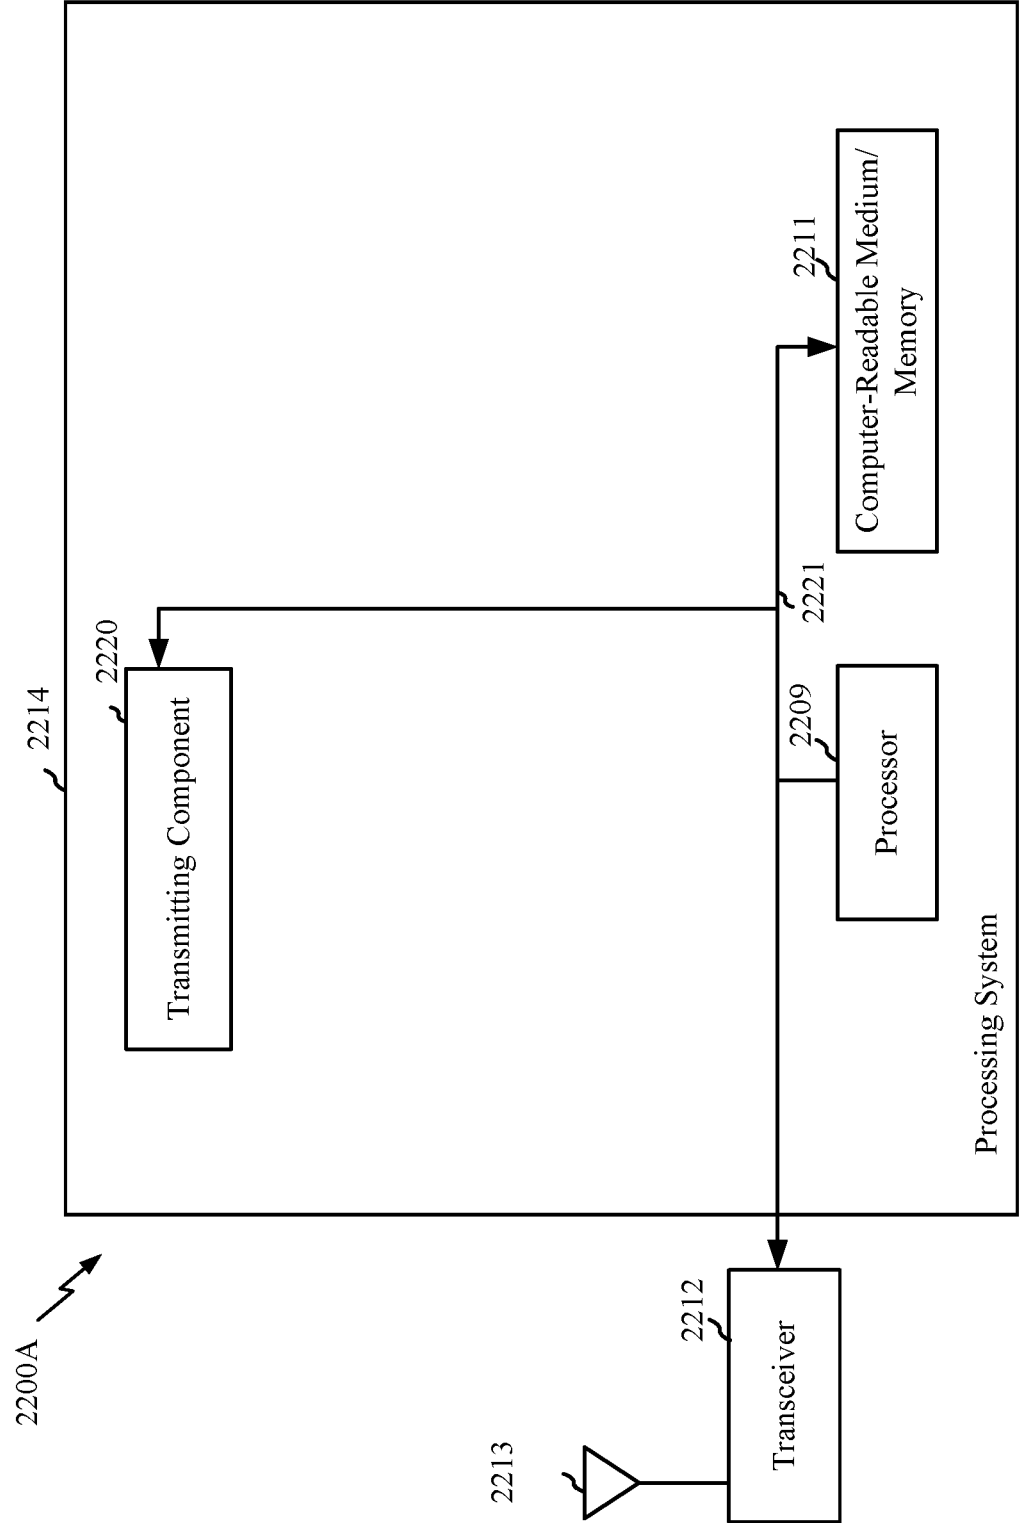 2200A
2214
2220
Transmitting Component
2213
2212
Transceiver
2221
2209
Processor
2211
Computer-Readable Medium/
Memory
Processing System